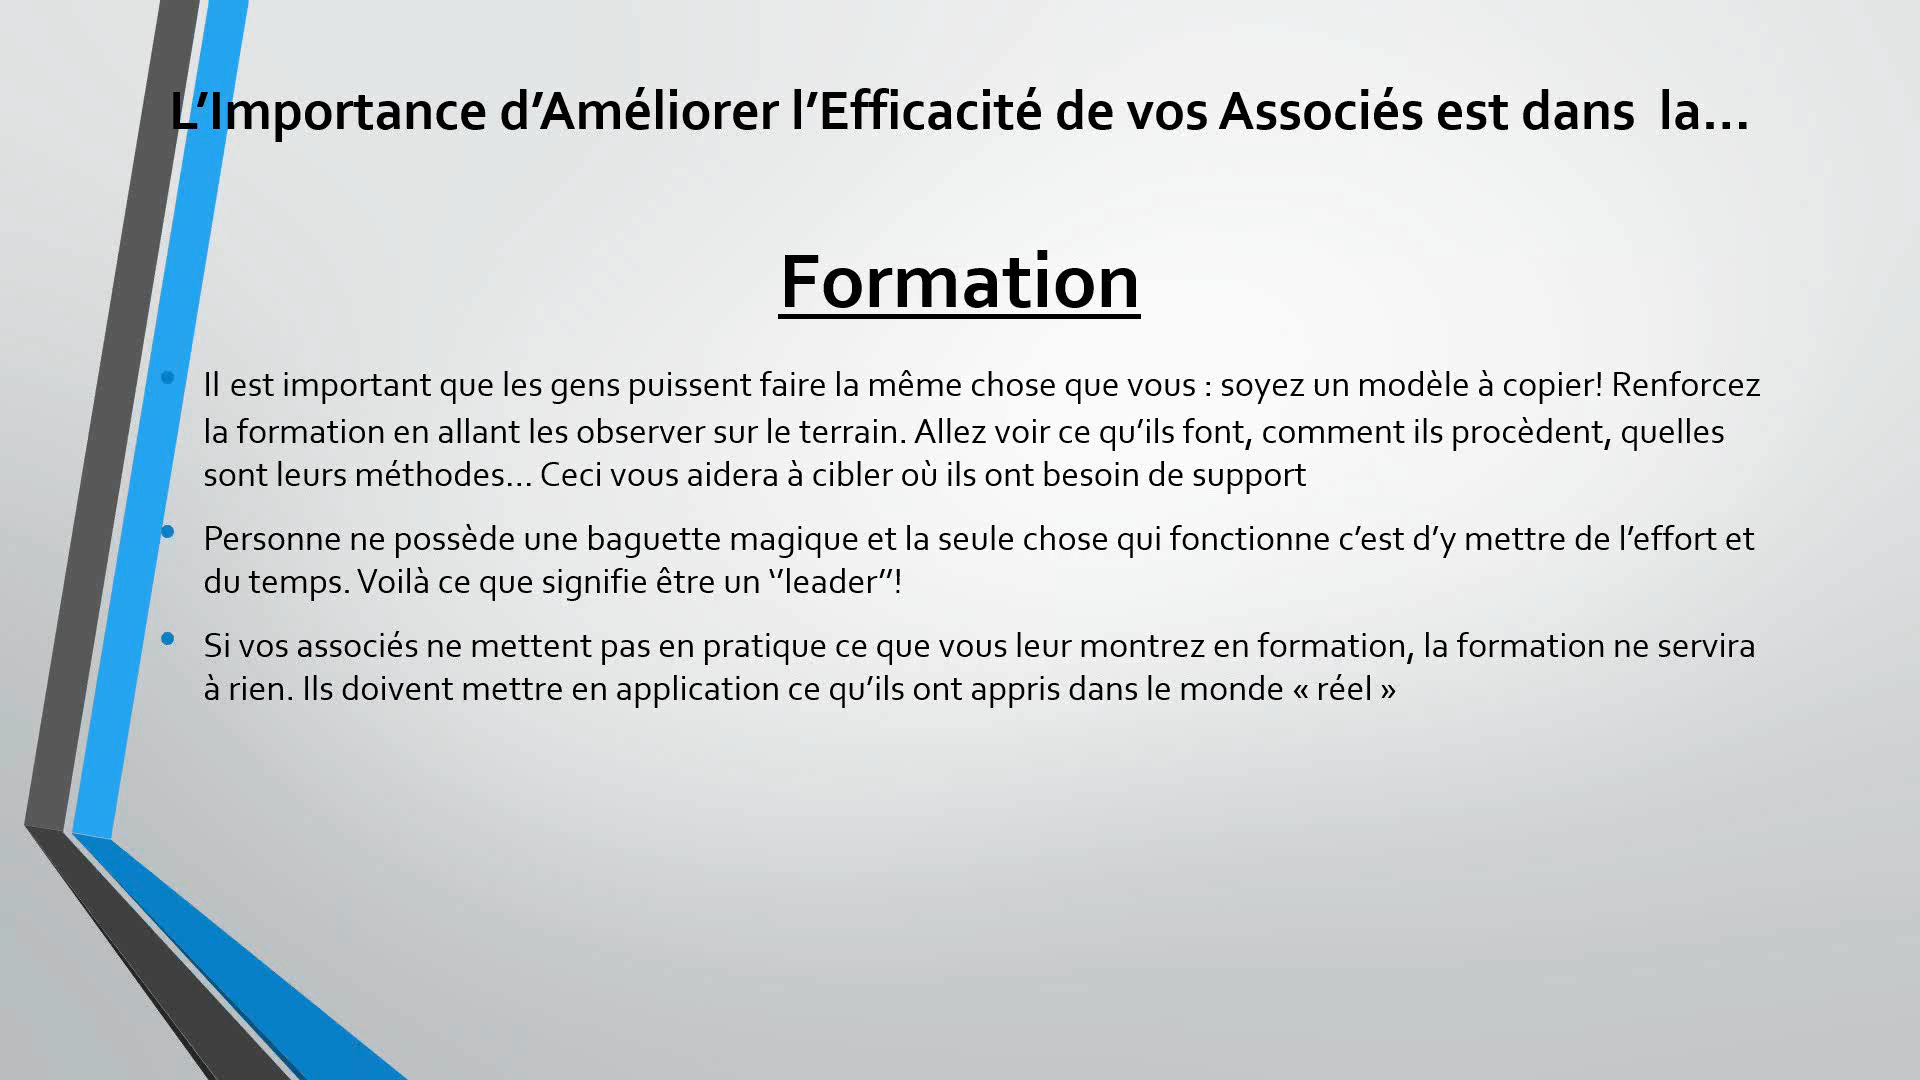 L’Importance d’Améliorer l’Efficacité de vos Associés est dans  la…
Formation
• Il est important que les gens puissent faire la même chose que vous : soyez un modèle à copier! Renforcez
la formation en allant les observer sur le terrain. Allez voir ce qu’ils font, comment ils procèdent, quelles
sont leurs méthodes… Ceci vous aidera à cibler où ils ont besoin de support
• Personne ne possède une baguette magique et la seule chose qui fonctionne c’est d’y mettre de l’effort et
du temps. Voilà ce que signifie être un ‘’leader’’!
• Si vos associés ne mettent pas en pratique ce que vous leur montrez en formation, la formation ne servira
à rien. Ils doivent mettre en application ce qu’ils ont appris dans le monde « réel »